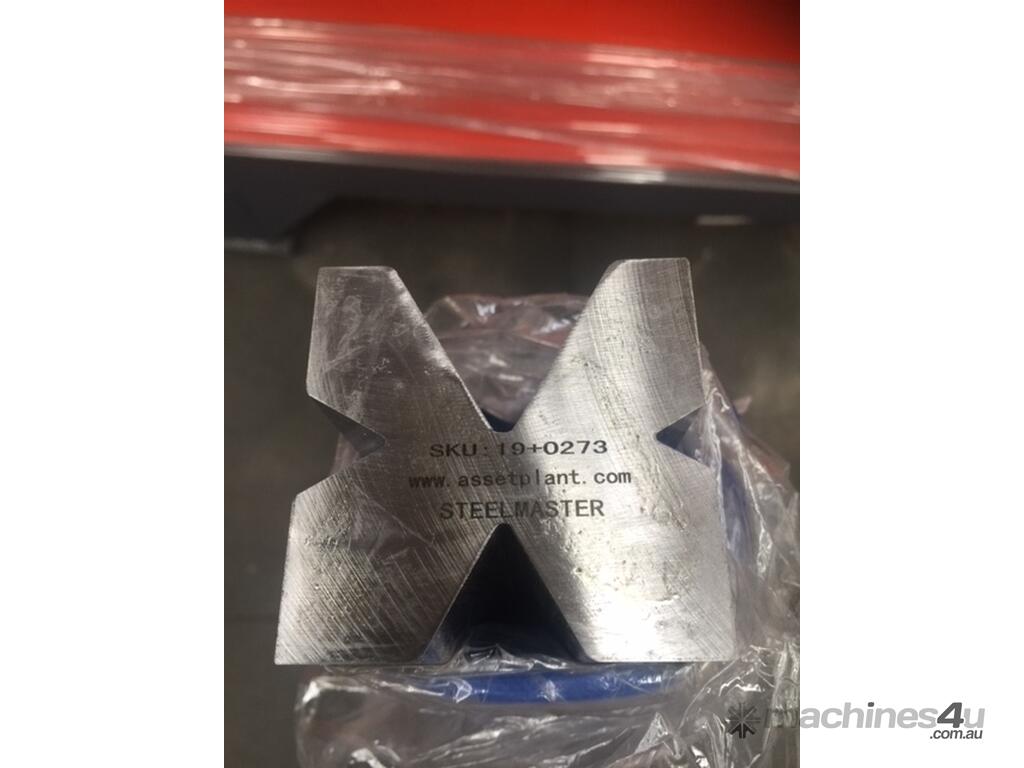 SKU:19+0273
www.assetplant.com
STEELMASTER
machines4u
.com.au